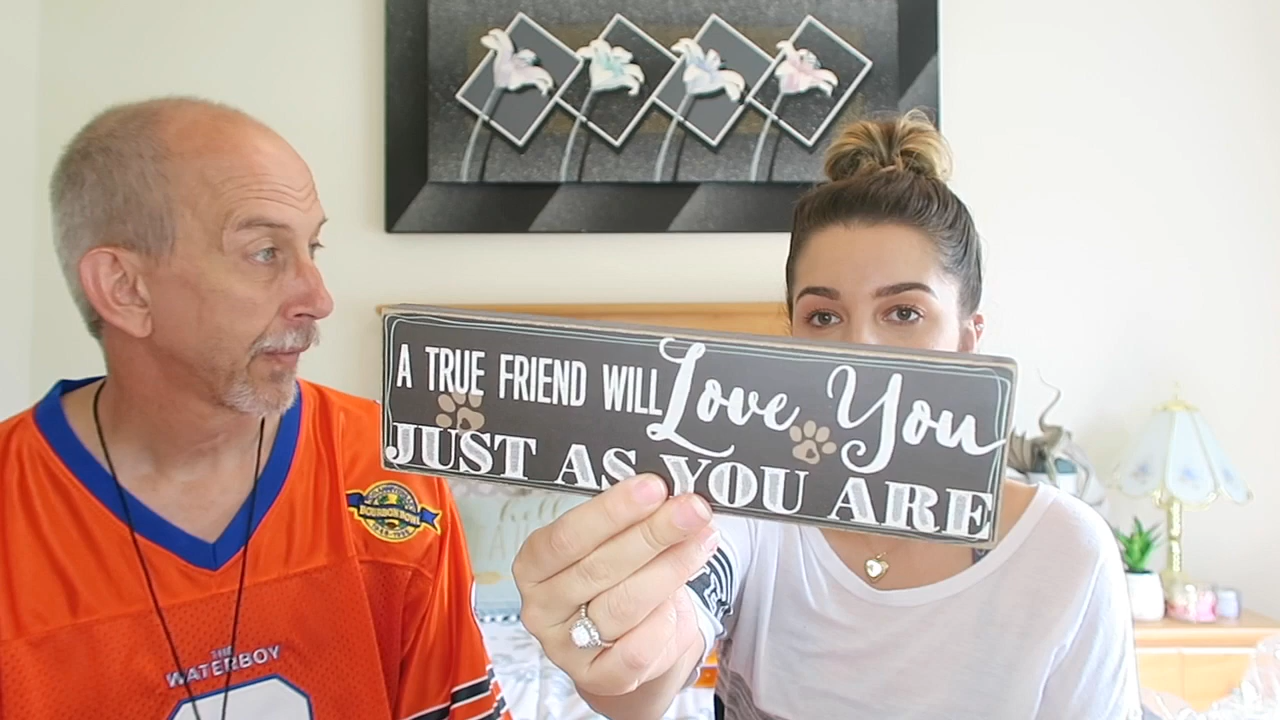 A TRUE FRIEND WILL Love You
JUST AS YOU ARE
BOURBON BOWL
THE
WATERBOY